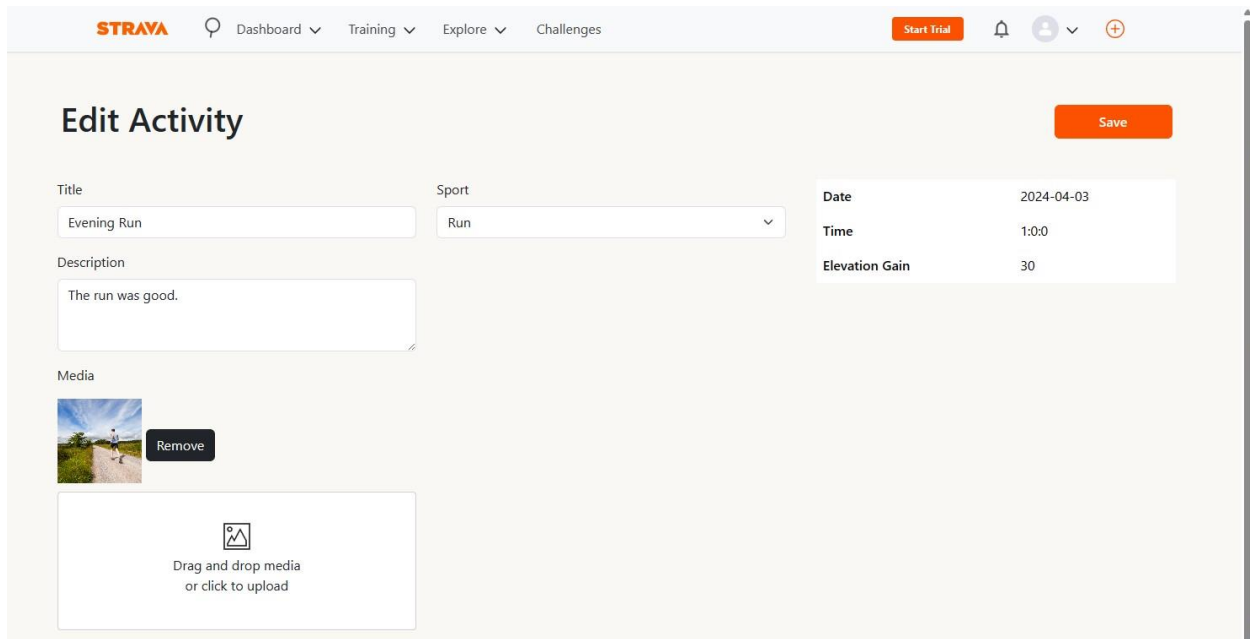 STRAVA Dashboard Training Explore Challenges Start Trial
Edit Activity
Save
Title
Evening Run
Sport
Run
Date 2024-04-03
Time 1:0:0
Elevation Gain 30
Description
The run was good.
Media
Remove
Drag and drop media
or click to upload